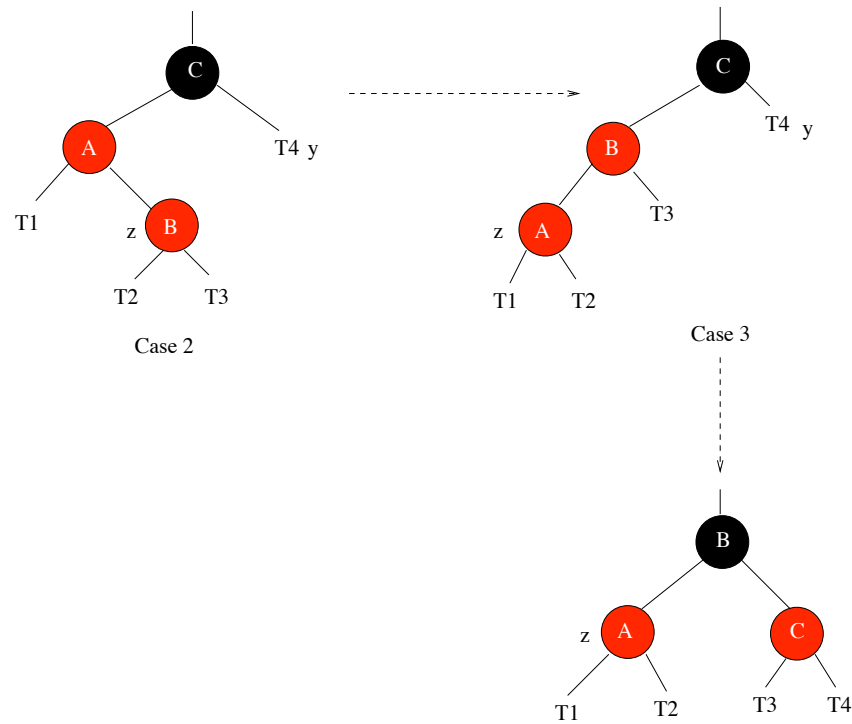 C
A
T4 y
T1
z B
T2 T3
Case 2
C
T4 y
B
T3
z A
T1 T2
Case 3
B
z A C
T1 T2 T3 T4